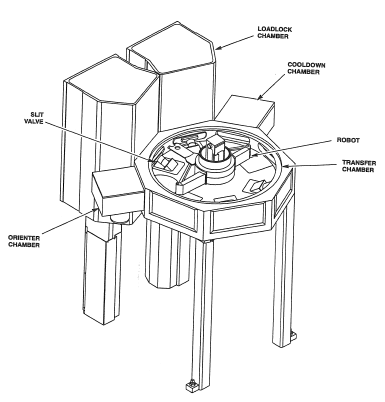 LOADLOCK
CHAMBER
COOLDOWN
CHAMBER
SLIT
VALVE
ROBOT
TRANSFER
CHAMBER
ORIENTER
CHAMBER